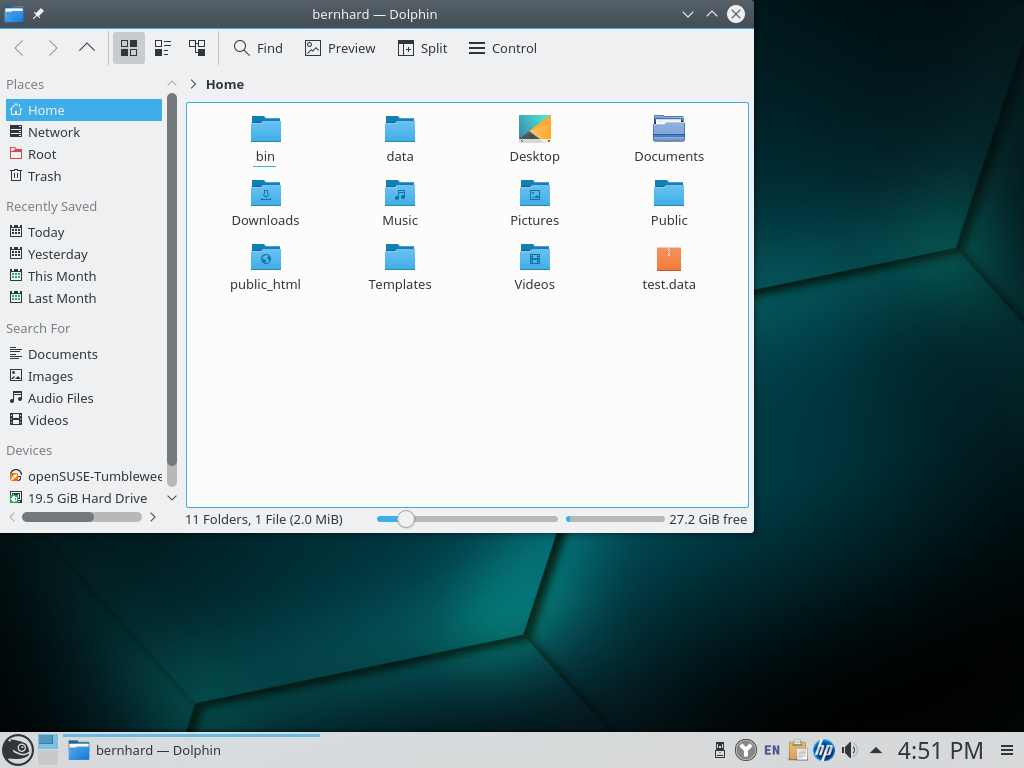 bernhard — Dolphin
Find Preview Split Control
Places
Home
Network
Root
Trash
Recently Saved
Today
Yesterday
This Month
Last Month
Search For
Documents
Images
Audio Files
Videos
Devices
openSUSE-Tumblewee
19.5 GiB Hard Drive
Home
bin data Desktop Documents
Downloads Music Pictures Public
public_html Templates Videos test.data
11 Folders, 1 File (2.0 MiB) 27.2 GiB free
bernhard — Dolphin EN hp 4:51 PM